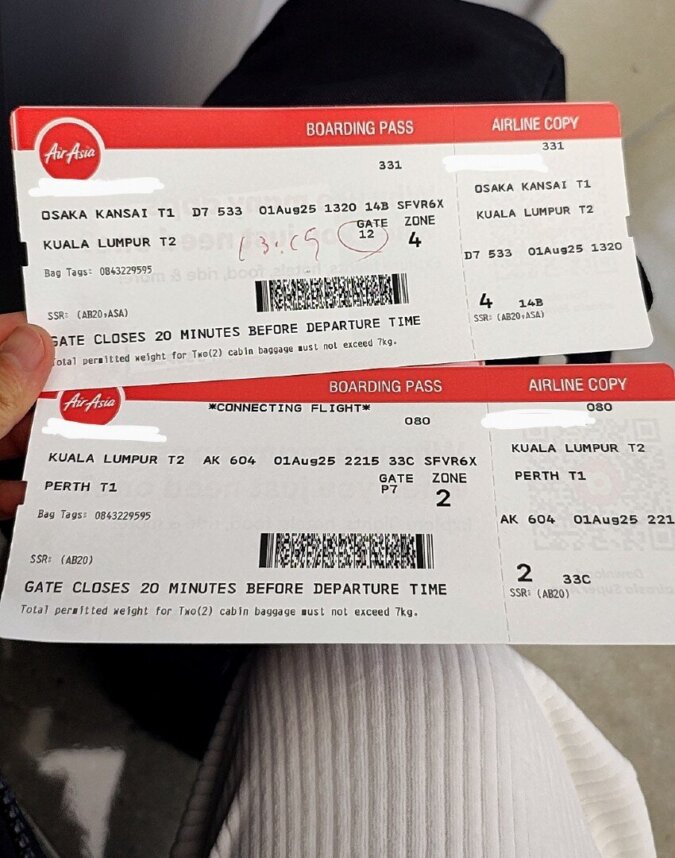 BOARDING PASS
AIRLINE COPY
AirAsia
331
331
OSAKA KANSAI T1 D7 533 01Aug25 1320 14B SFVR6X
KUALA LUMPUR T2
GATE ZONE
12 4
Bag Tags: 0843229595
SSR: (AB20,ASA)
GATE CLOSES 20 MINUTES BEFORE DEPARTURE TIME
Total permitted weight for Two(2) cabin baggage must not exceed 7kg.
OSAKA KANSAI T1
KUALA LUMPUR T2
D7 533 01Aug25 1320
4 14B
SSR: (AB20,ASA)
BOARDING PASS
AIRLINE COPY
AirAsia
*CONNECTING FLIGHT*
080
080
KUALA LUMPUR T2 AK 604 01Aug25 2215 33C SFVR6X
PERTH T1
GATE ZONE
P7 2
Bag Tags: 0843229595
SSR: (AB20)
GATE CLOSES 20 MINUTES BEFORE DEPARTURE TIME
Total permitted weight for Two(2) cabin baggage must not exceed 7kg.
KUALA LUMPUR T2
PERTH T1
AK 604 01Aug25 221
2 33C
SSR: (AB20)